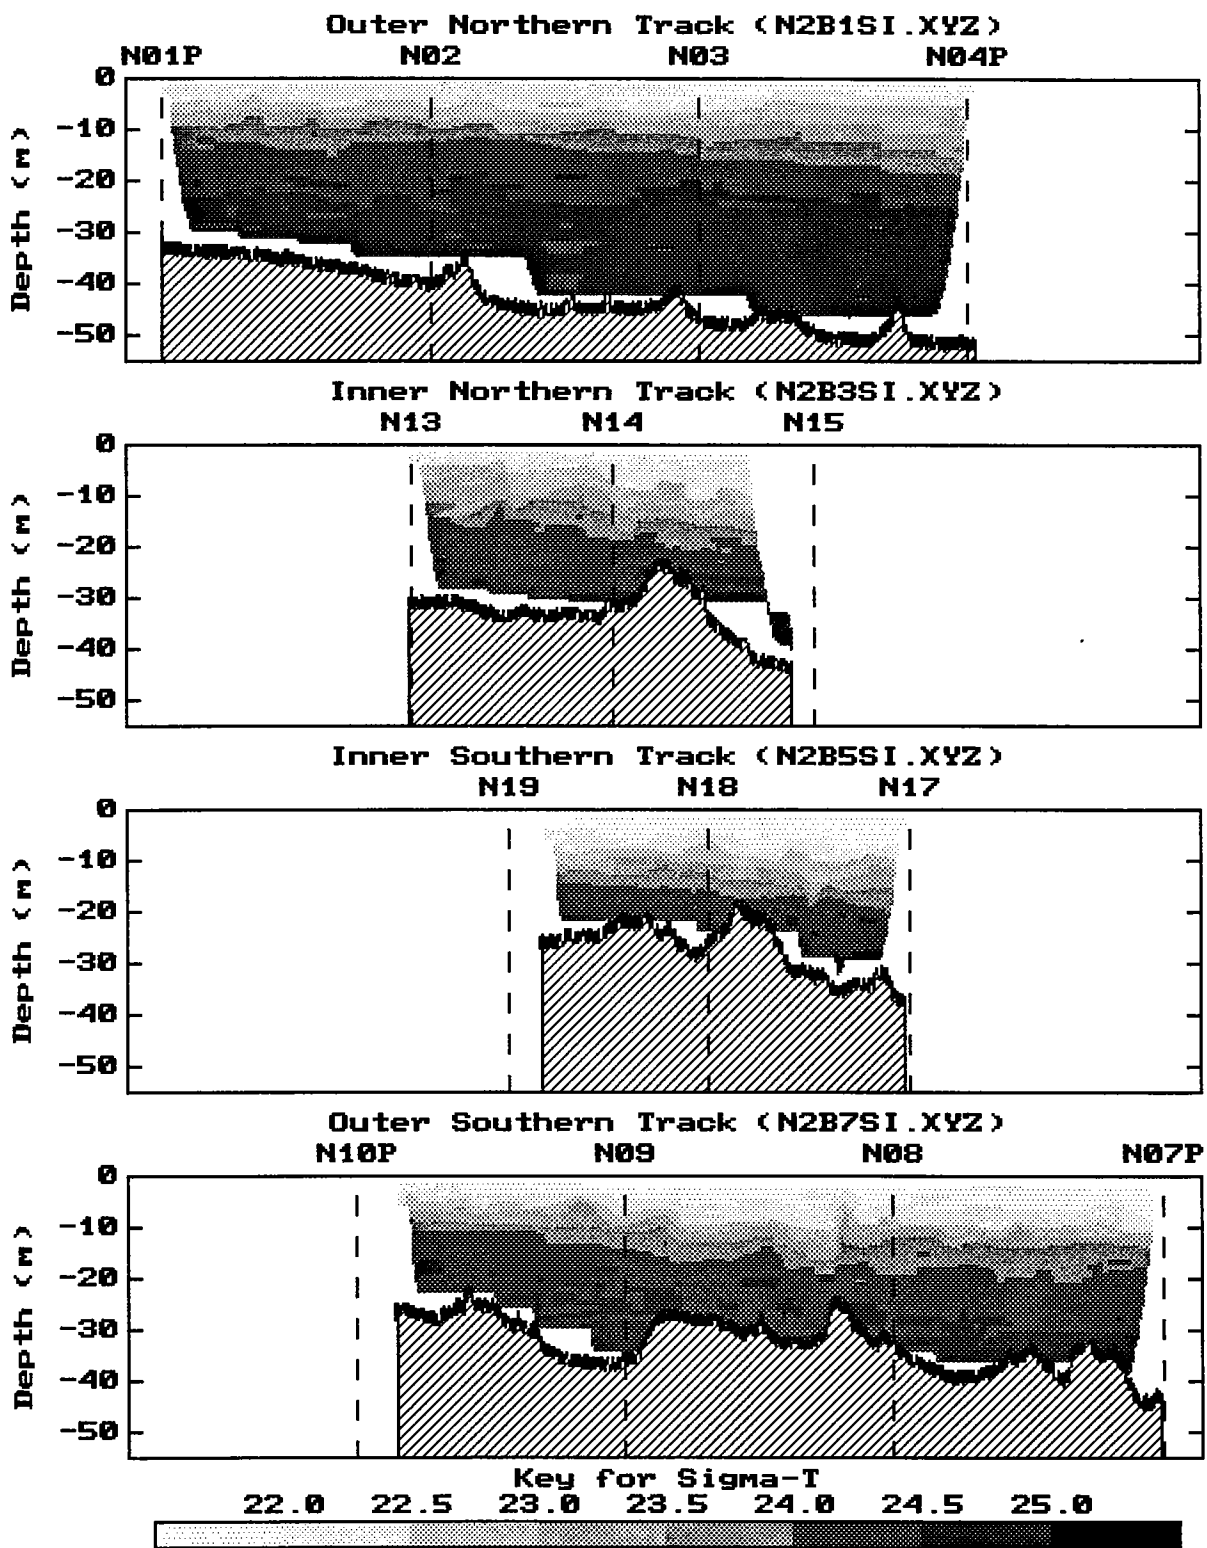 Outer Northern Track (N2B1SI.XYZ)
N01P N02 N03 N04P
0
-10
-20
-30
-40
-50
Depth (m)
Inner Northern Track (N2B3SI.XYZ)
N13 N14 N15
0
-10
-20
-30
-40
-50
Depth (m)
Inner Southern Track (N2B5SI.XYZ)
N19 N18 N17
0
-10
-20
-30
-40
-50
Depth (m)
Outer Southern Track (N2B7SI.XYZ)
N10P N09 N08 N07P
0
-10
-20
-30
-40
-50
Depth (m)
Key for Sigma-T
22.0 22.5 23.0 23.5 24.0 24.5 25.0